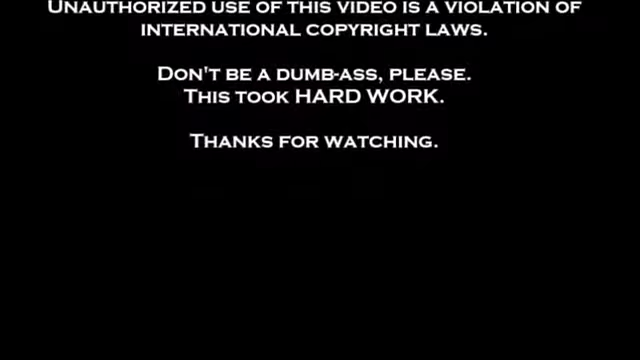 Unauthorized use of this video is a violation of
international copyright laws.
Don't be a dumb-ass, please.
This took HARD WORK.
Thanks for watching.